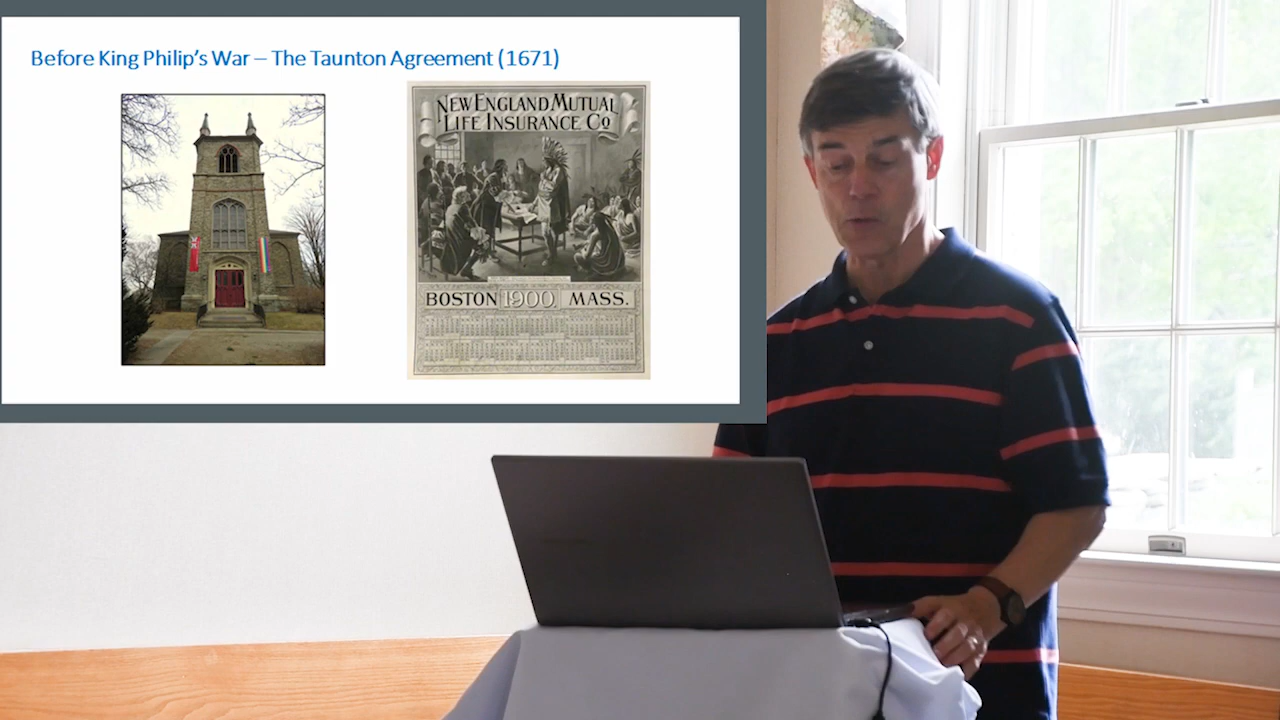 Before King Philip's War – The Taunton Agreement (1671)
NEW ENGLAND MUTUAL
LIFE INSURANCE CO
BOSTON 1900 MASS.